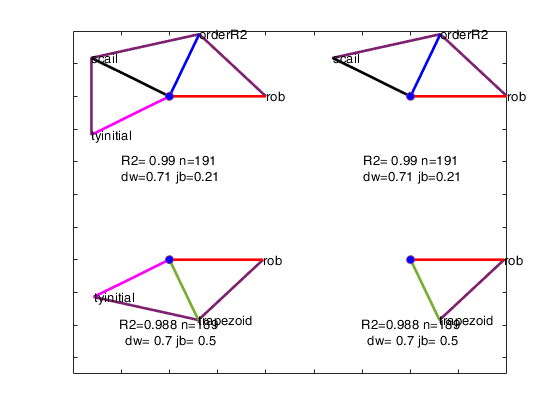 orderR2 orderR2
scail scail
rob rob
tyinitial
R2= 0.99 n=191 R2= 0.99 n=191
dw=0.71 jb=0.21 dw=0.71 jb=0.21
rob rob
tyinitial
trapezoid trapezoid
R2=0.988 n=189 R2=0.988 n=189
dw= 0.7 jb= 0.5 dw= 0.7 jb= 0.5